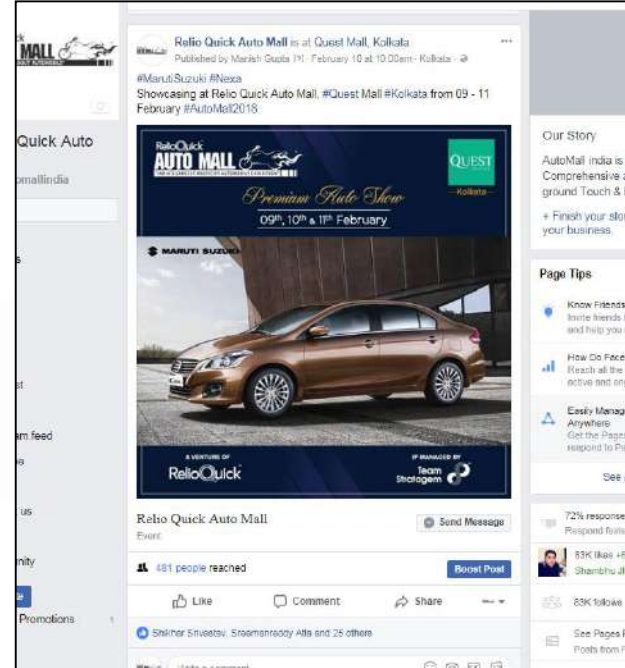 MALL
Quick Auto
omallindia
am feed
us
nity
Promotions
Relio Quick Auto Mall is at Quest Mall, Kolkata
Published by Manish Gupta [?] · February 10 at 10:00am · Kolkata ·
#MarutiSuzuki #Nexa
Showcasing at Relio Quick Auto Mall, #Quest Mall #Kolkata from 09 - 11
February #AutoMall2018
RelioQuick
AUTO MALL
QUEST
Kolkata
Premium Auto Show
09th, 10th & 11th February
MARUTI SUZUKI
A VENTURE OF
RelioQuick
IP MANAGED BY
Team
Stratagem
Relio Quick Auto Mall
Event
Send Message
481 people reached
Boost Post
Like
Comment
Share
Shikhar Srivastav, Sreemanreddy Atla and 25 others
Write a comment
Our Story
AutoMall india is
Comprehensive a
ground Touch &
+ Finish your stor
your business.
Page Tips
Know Friends
Invite friends
and help you
How Do Face
Reach all the
active and en
Easily Manag
Anywhere
Get the Pages
respond to Pa
See
72% response
Respond faste
83K likes
Shambhu Jh
83K follows
See Pages F
Posts from P